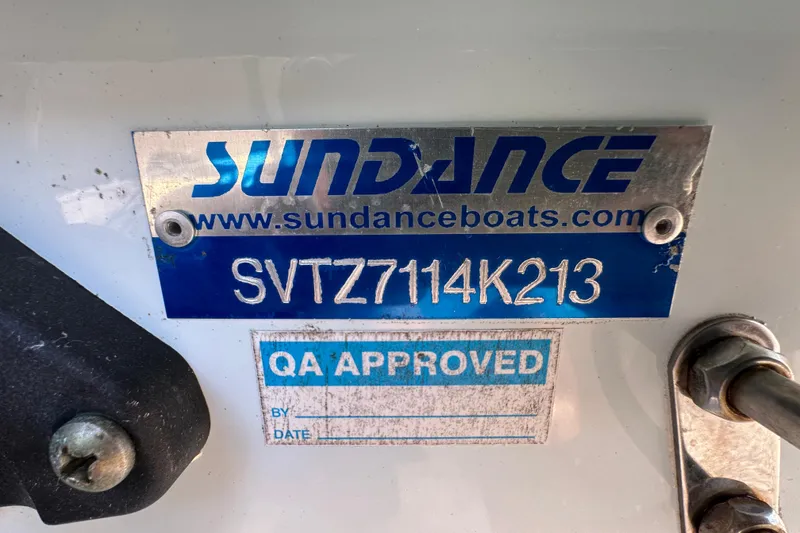 SUNDANCE
www.sundanceboats.com
SVTZ7114K213
QA APPROVED
BY
DATE